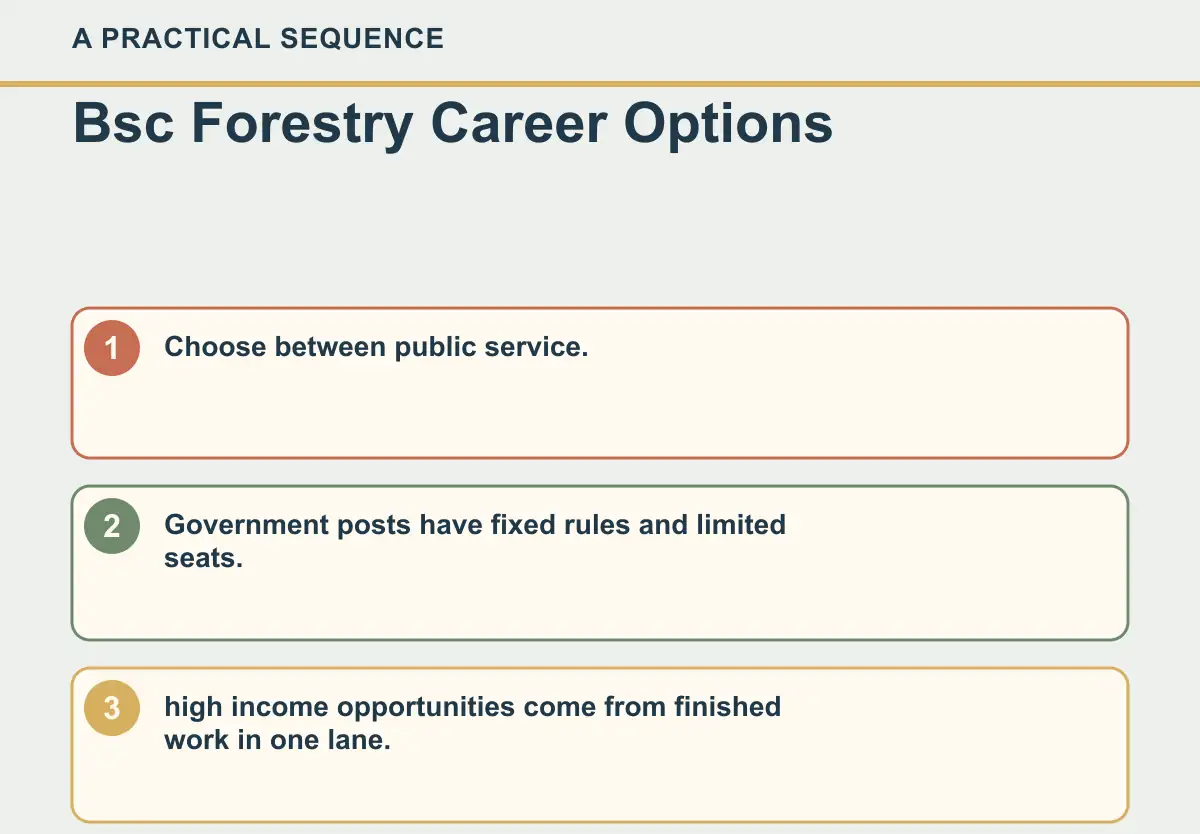 A PRACTICAL SEQUENCE
Bsc Forestry Career Options
1
Choose between public service.
2
Government posts have fixed rules and limited
seats.
3
high income opportunities come from finished
work in one lane.